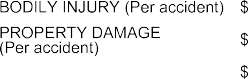 BODILY INJURY (Per accident) $
PROPERTY DAMAGE
(Per accident) $
$